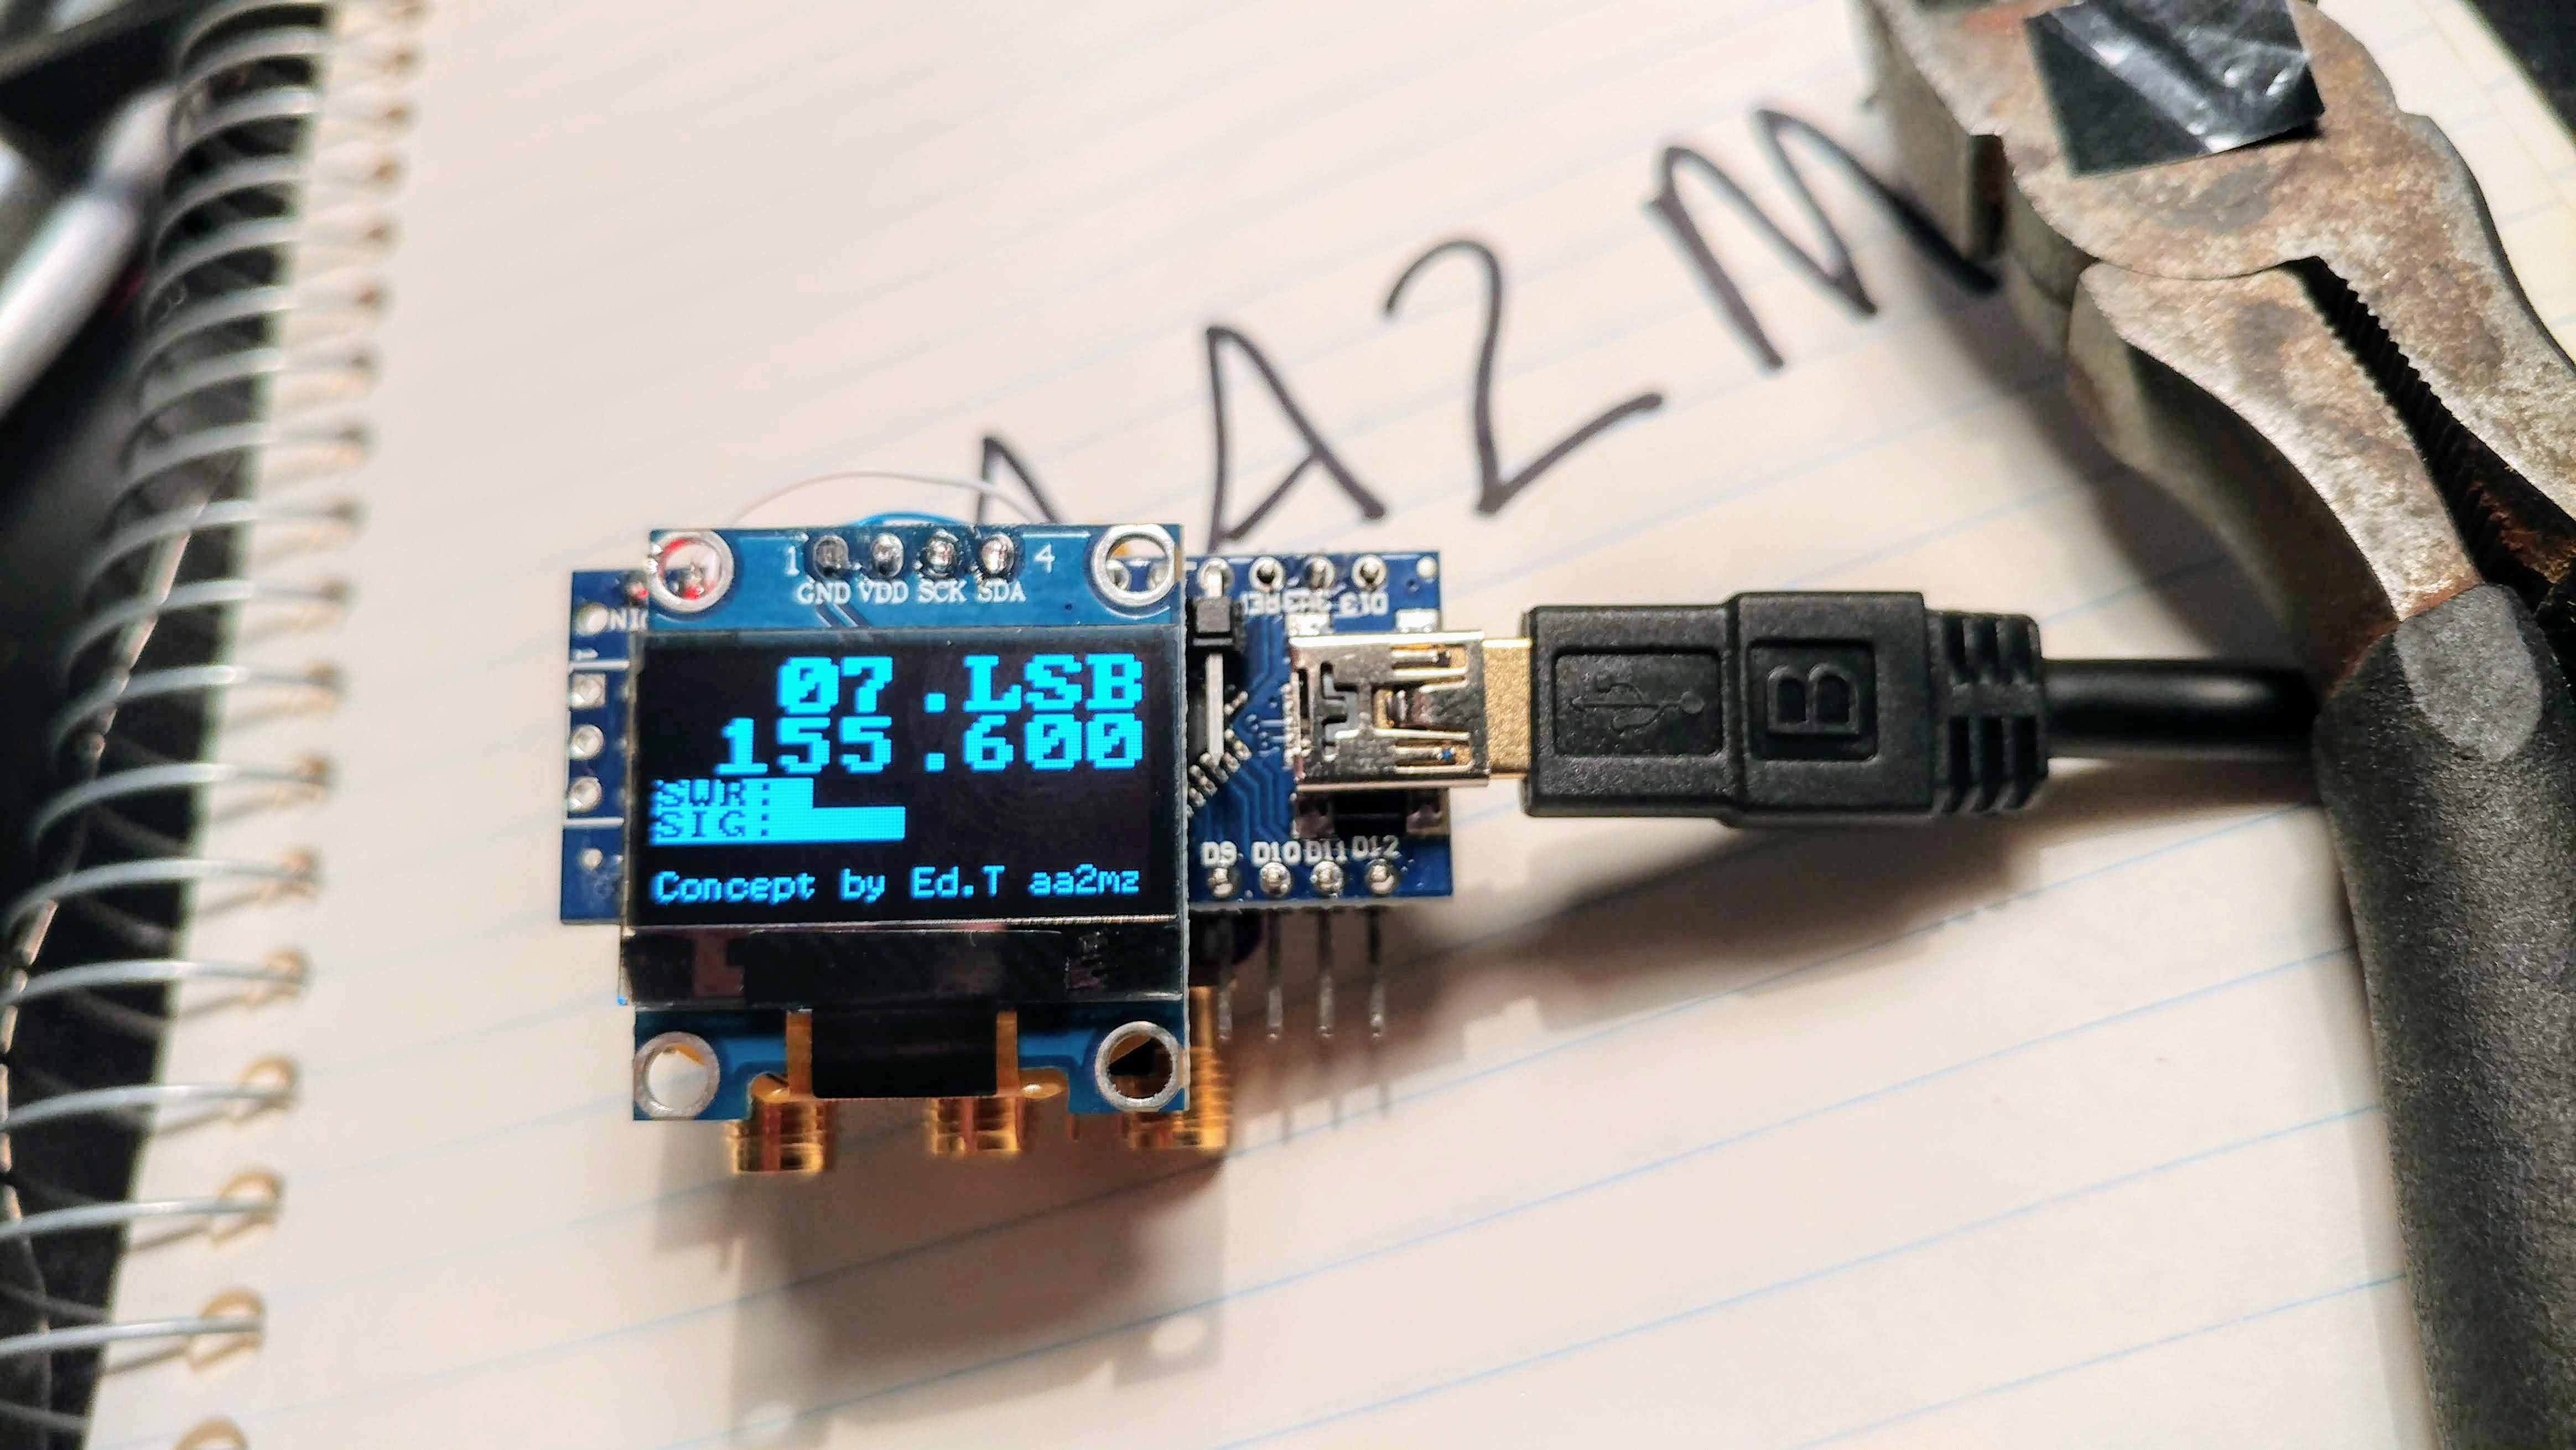 AA2M
1 4
GND VDD SCK SDA
07.LSB
155.600
SWR:
SIG:
Concept by Ed.T aa2mz
D13
D9 D10 D11 D12
B